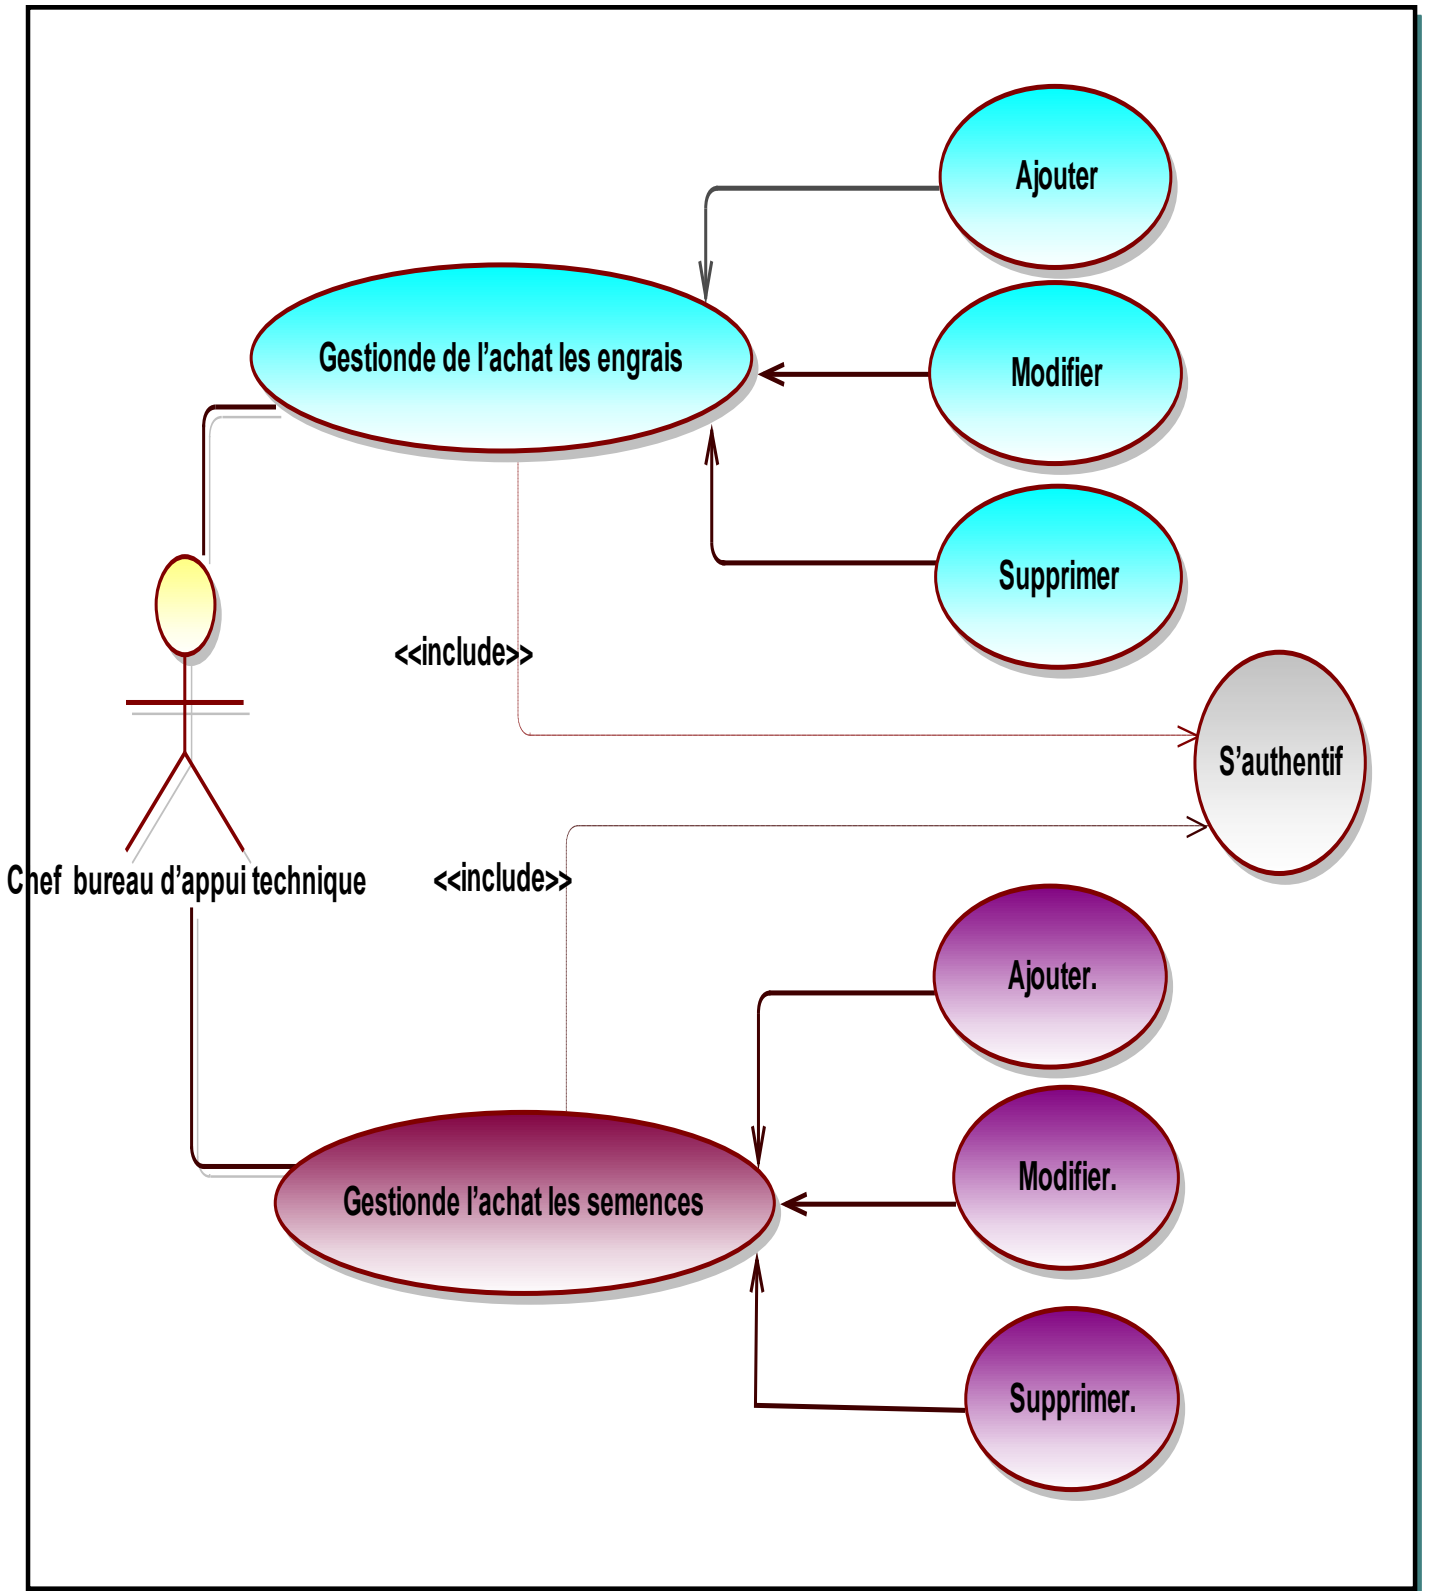 Ajouter
Gestionde de l’achat les engrais
Modifier
Supprimer
<<include>>
S’authentif
Chef  bureau d’appui technique
<<include>>
Ajouter.
Modifier.
Gestionde l’achat les semences
Supprimer.